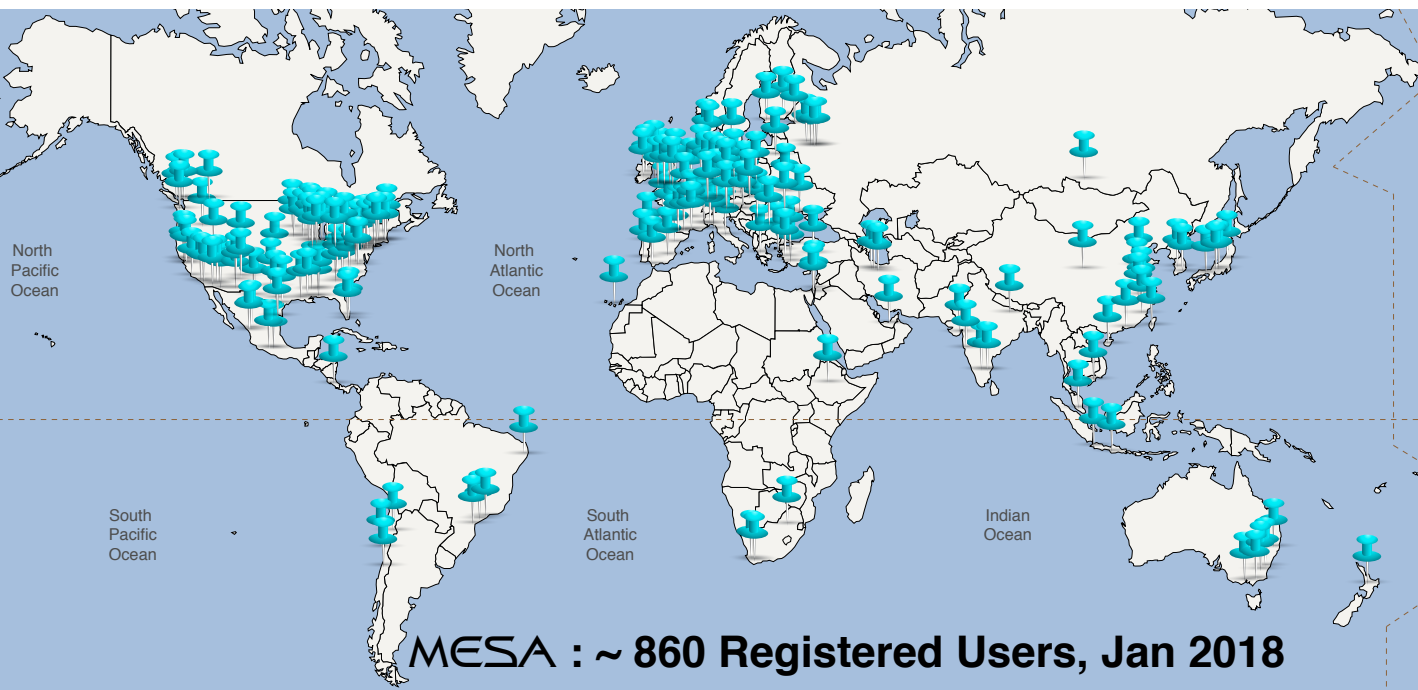 North
Pacific
Ocean
North
Atlantic
Ocean
South
Pacific
Ocean
South
Atlantic
Ocean
Indian
Ocean
MESA : ~ 860 Registered Users, Jan 2018